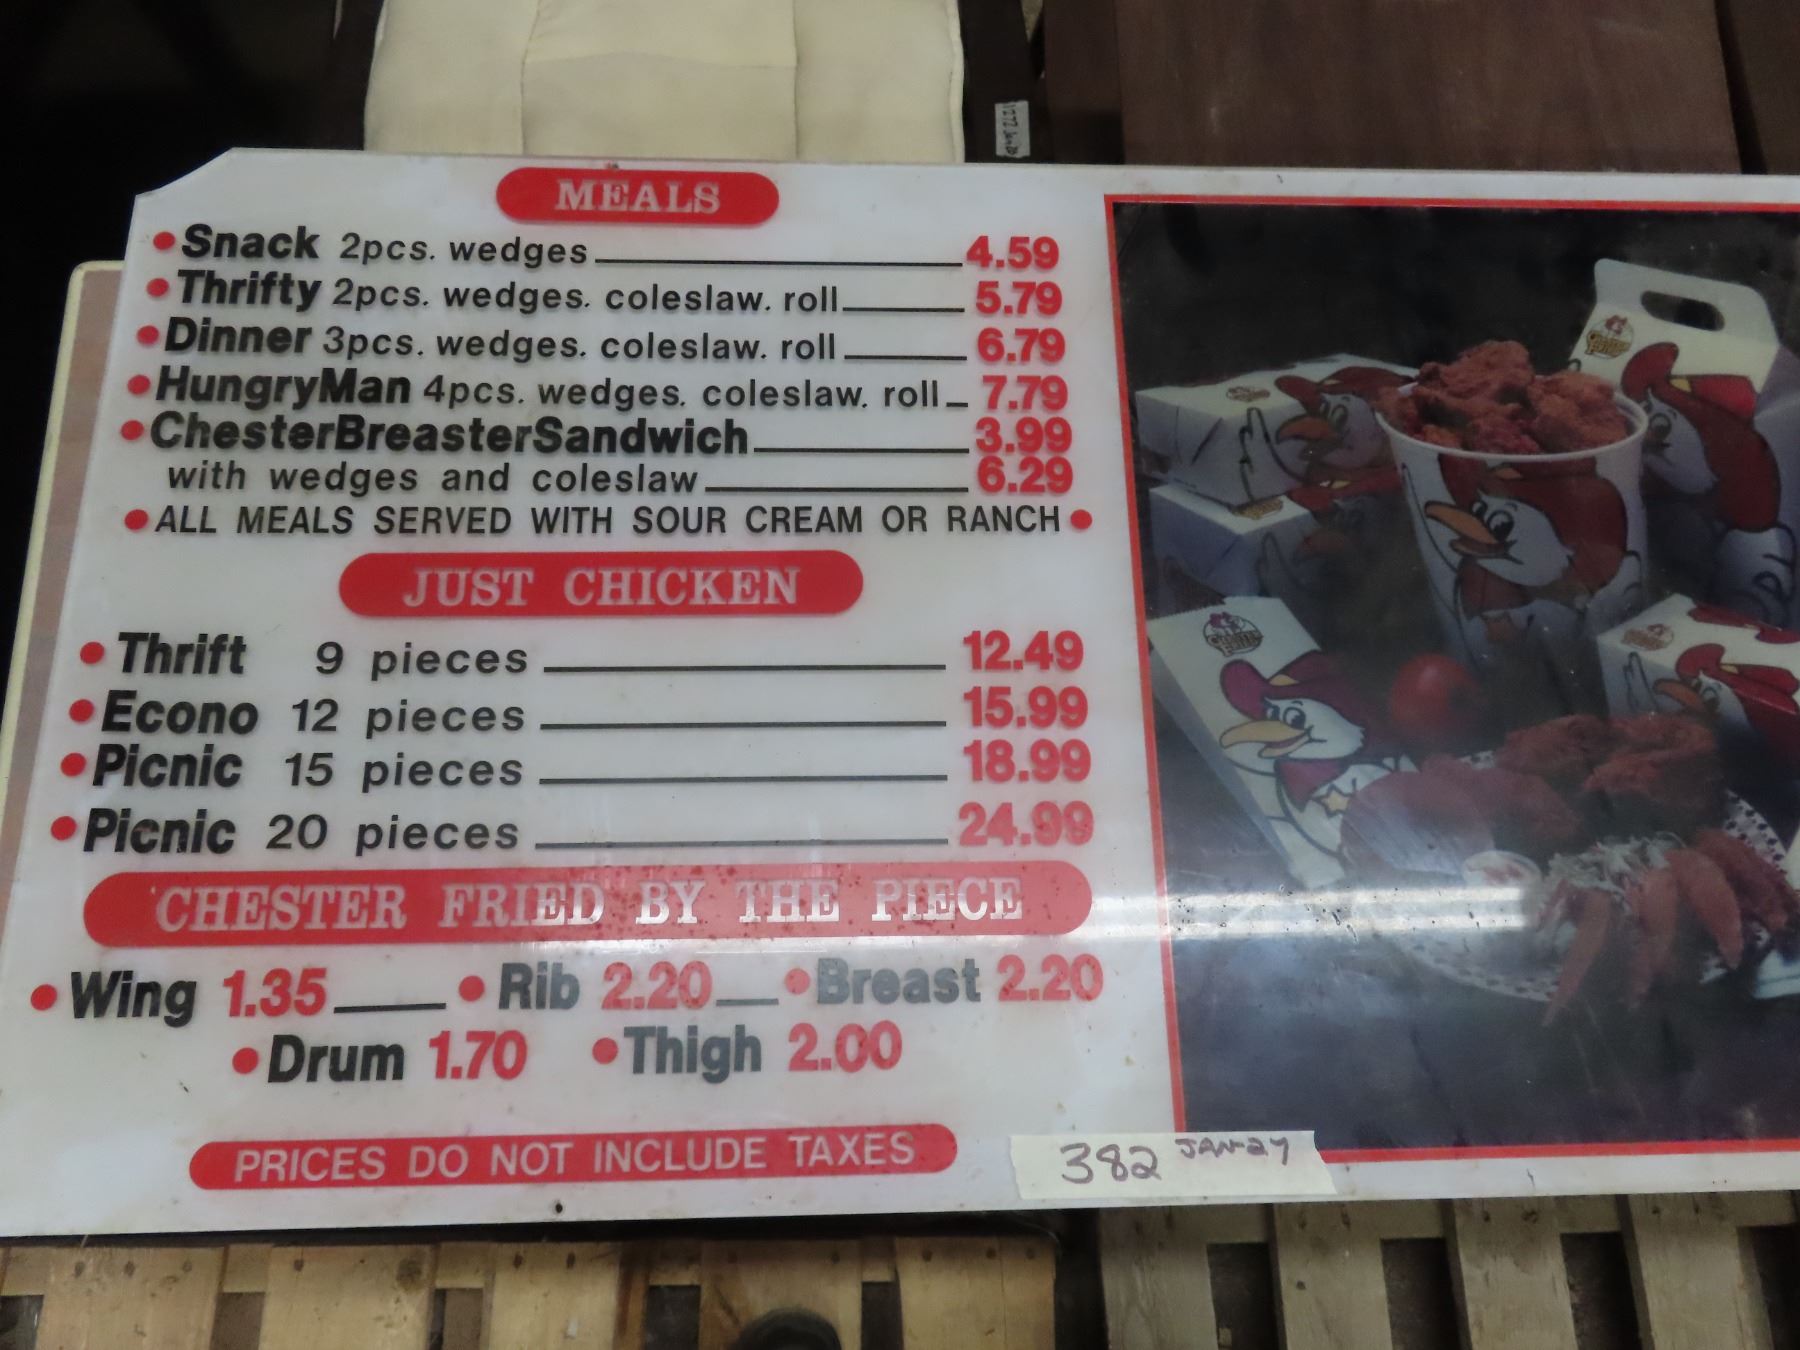 MEALS
• Snack 2pcs. wedges 4.59
• Thrifty 2pcs. wedges. coleslaw. roll 5.79
• Dinner 3pcs. wedges. coleslaw. roll 6.79
• HungryMan 4pcs. wedges. coleslaw. roll 7.79
• ChesterBreasterSandwich 3.99
with wedges and coleslaw 6.29
• ALL MEALS SERVED WITH SOUR CREAM OR RANCH •
JUST CHICKEN
• Thrift 9 pieces 12.49
• Econo 12 pieces 15.99
• Picnic 15 pieces 18.99
• Picnic 20 pieces 24.99
CHESTER FRIED BY THE PIECE
• Wing 1.35 • Rib 2.20 • Breast 2.20
• Drum 1.70 • Thigh 2.00
PRICES DO NOT INCLUDE TAXES
382 JAN-27